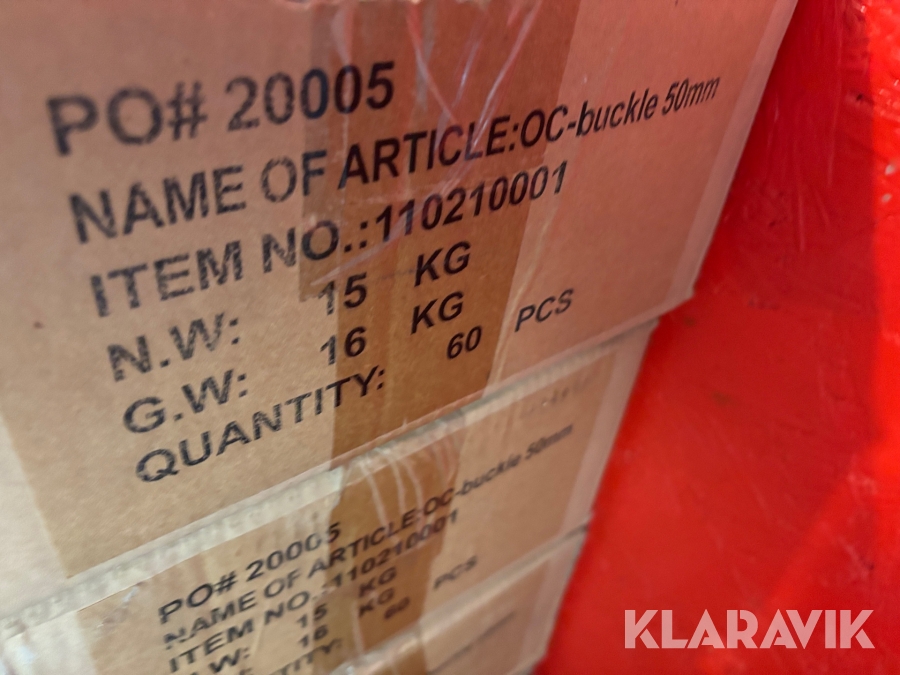 PO# 20005
NAME OF ARTICLE:OC-buckle 50mm
ITEM NO.:110210001
N.W: 15 KG
G.W: 16 KG
QUANTITY: 60 PCS
PO# 20005
NAME OF ARTICLE:OC-buckle 50mm
ITEM NO.:110210001
N.W: 15 KG
16 KG
60 PCS
KLARAVIK